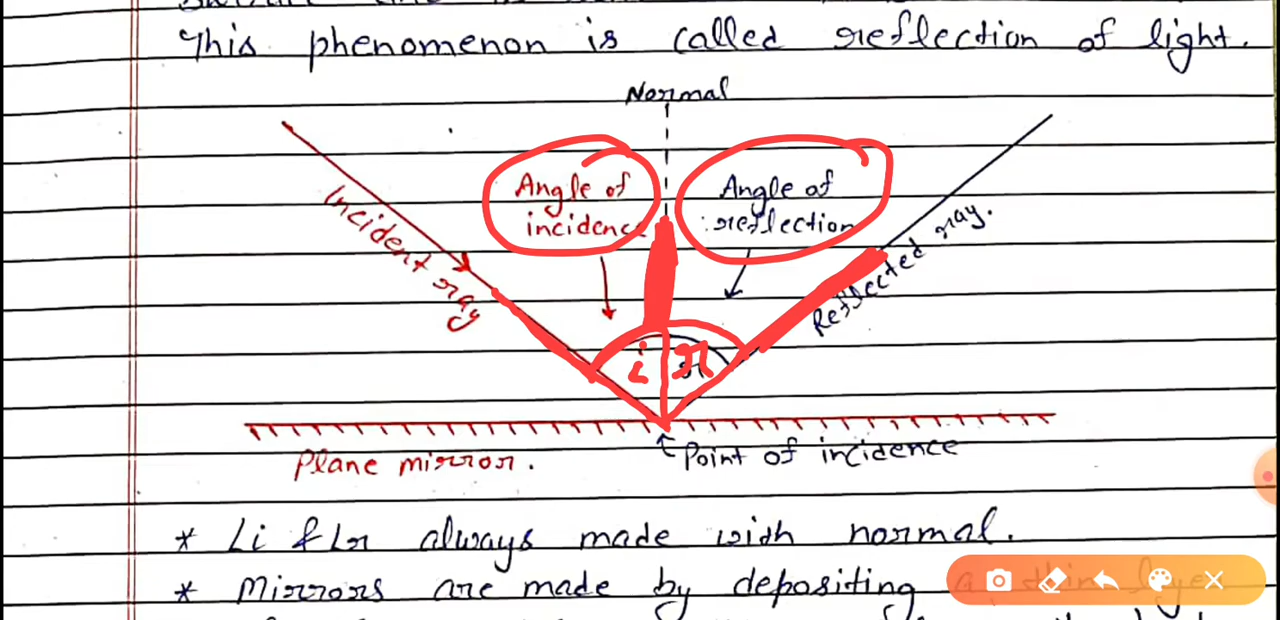 This phenomenon is called reflection of light.
Normal
Angle of
incidence
Angle of
reflection
Incident ray
Reflected ray.
i
r
Plane mirror.
Point of incidence
* ∠i & ∠r always made with normal.
* Mirrors are made by depositing a thin